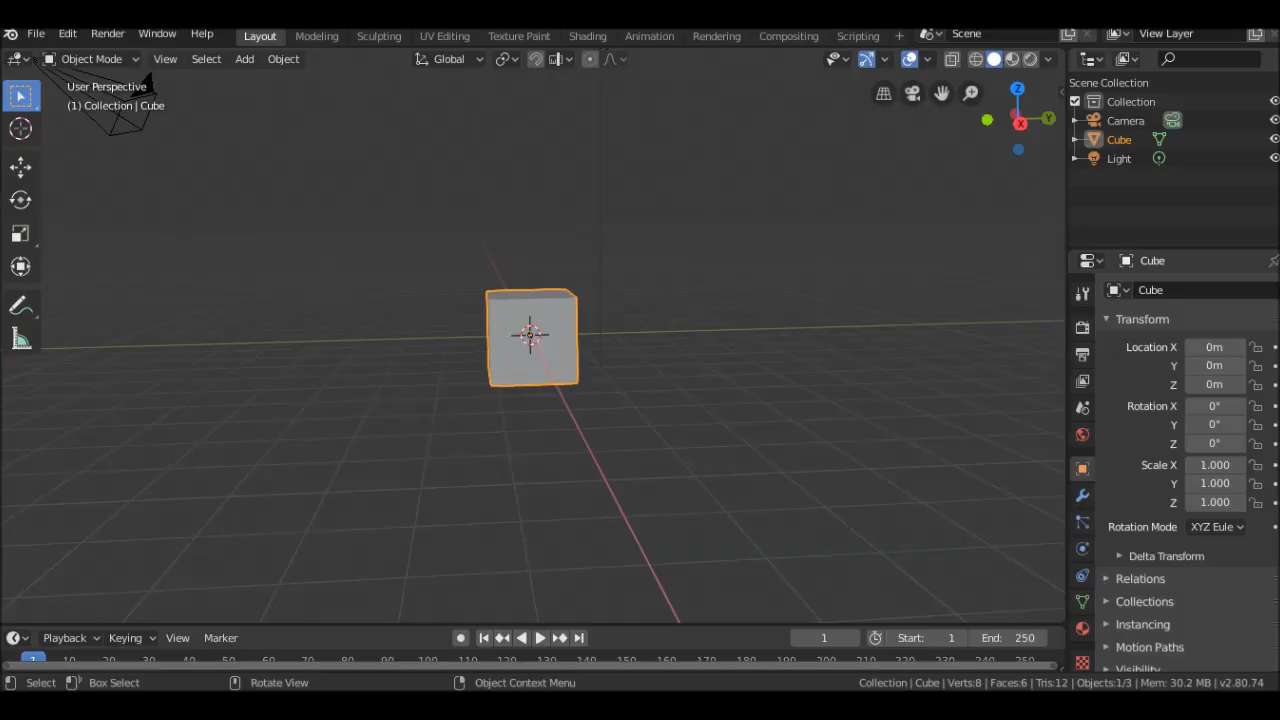 File Edit Render Window Help Layout Modeling Sculpting UV Editing Texture Paint Shading Animation Rendering Compositing Scripting + Scene View Layer
Object Mode View Select Add Object Global
User Perspective
(1) Collection | Cube
Z
Y
X
Scene Collection
Collection
Camera
Cube
Light
Cube
Cube
Transform
Location X 0m
Y 0m
Z 0m
Rotation X 0°
Y 0°
Z 0°
Scale X 1.000
Y 1.000
Z 1.000
Rotation Mode XYZ Eule
Delta Transform
Relations
Collections
Instancing
Motion Paths
Visibility
Playback Keying View Marker 1 Start: 1 End: 250
1 10 20 30 40 50 60 70 80 90 100 110 120 130 140 150 160 170 180 190 200 210 220 230 240 250
Select Box Select Rotate View Object Context Menu Collection | Cube | Verts:8 | Faces:6 | Tris:12 | Objects:1/3 | Mem: 30.2 MB | v2.80.74